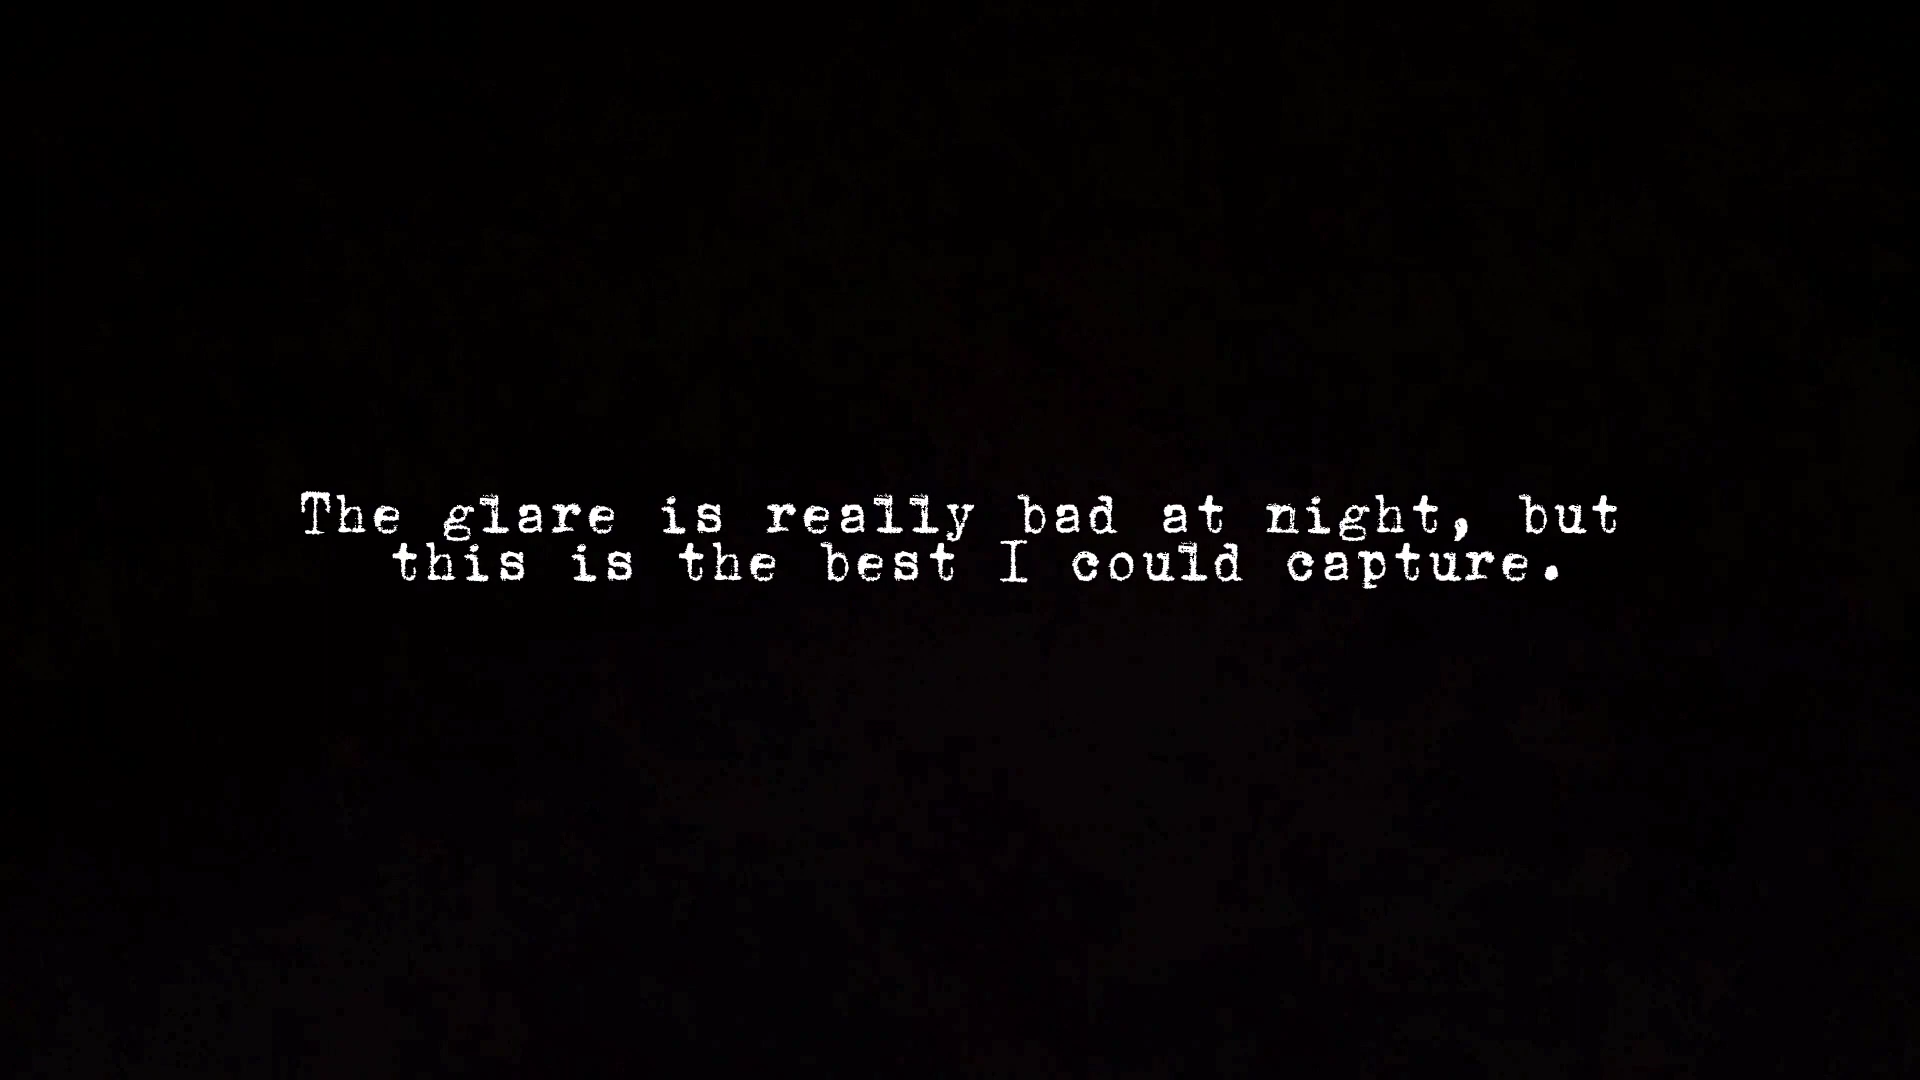 The glare is really bad at night, but
this is the best I could capture.